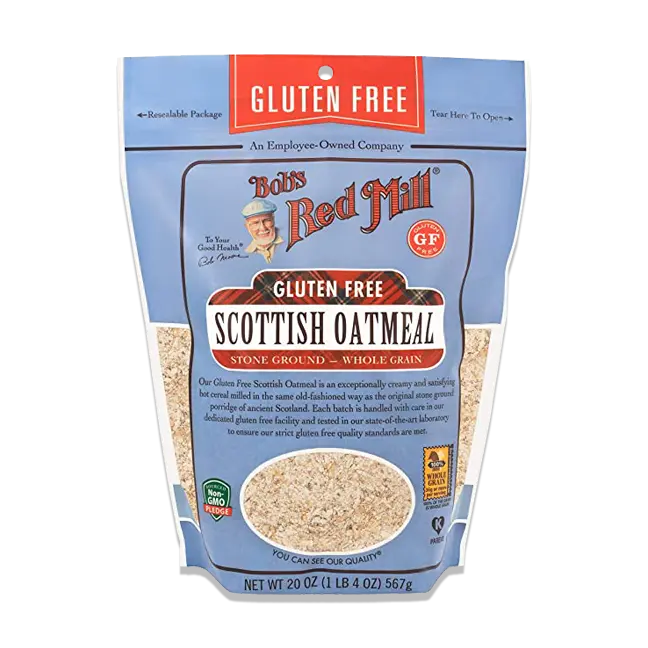 GLUTEN FREE
Resealable Package
Tear Here To Open
An Employee-Owned Company
Bob's
Red Mill®
To Your
Good Health®
Bob Moore
GLUTEN
GF
FREE
GLUTEN FREE
SCOTTISH OATMEAL
STONE GROUND – WHOLE GRAIN
Our Gluten Free Scottish Oatmeal is an exceptionally creamy and satisfying
hot cereal milled in the same old-fashioned way as the original stone ground
porridge of ancient Scotland. Each batch is handled with care in our
dedicated gluten free facility and tested in our state-of-the-art laboratory
to ensure our strict gluten free quality standards are met.
100%
WHOLE
GRAIN
Non-
GMO
PLEDGE
K
YOU CAN SEE OUR QUALITY®
NET WT 20 OZ (1 LB 4 OZ) 567g